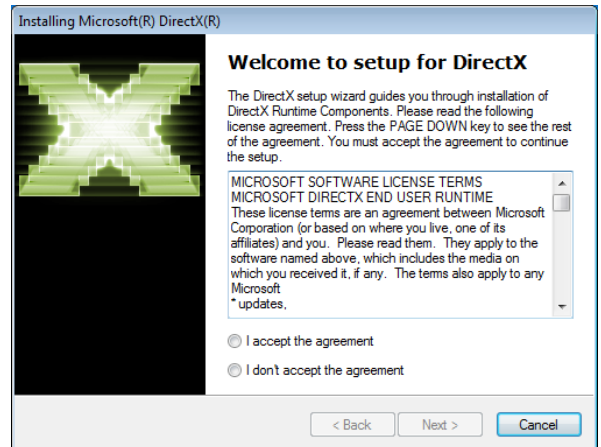 Installing Microsoft(R) DirectX(R)
Welcome to setup for DirectX
The DirectX setup wizard guides you through installation of
DirectX Runtime Components. Please read the following
license agreement. Press the PAGE DOWN key to see the rest
of the agreement. You must accept the agreement to continue
the setup.
MICROSOFT SOFTWARE LICENSE TERMS
MICROSOFT DIRECTX END USER RUNTIME
These license terms are an agreement between Microsoft
Corporation (or based on where you live, one of its
affiliates) and you.  Please read them.  They apply to the
software named above, which includes the media on
which you received it, if any.  The terms also apply to any
Microsoft
* updates,
I accept the agreement
I don't accept the agreement
< Back
Next >
Cancel